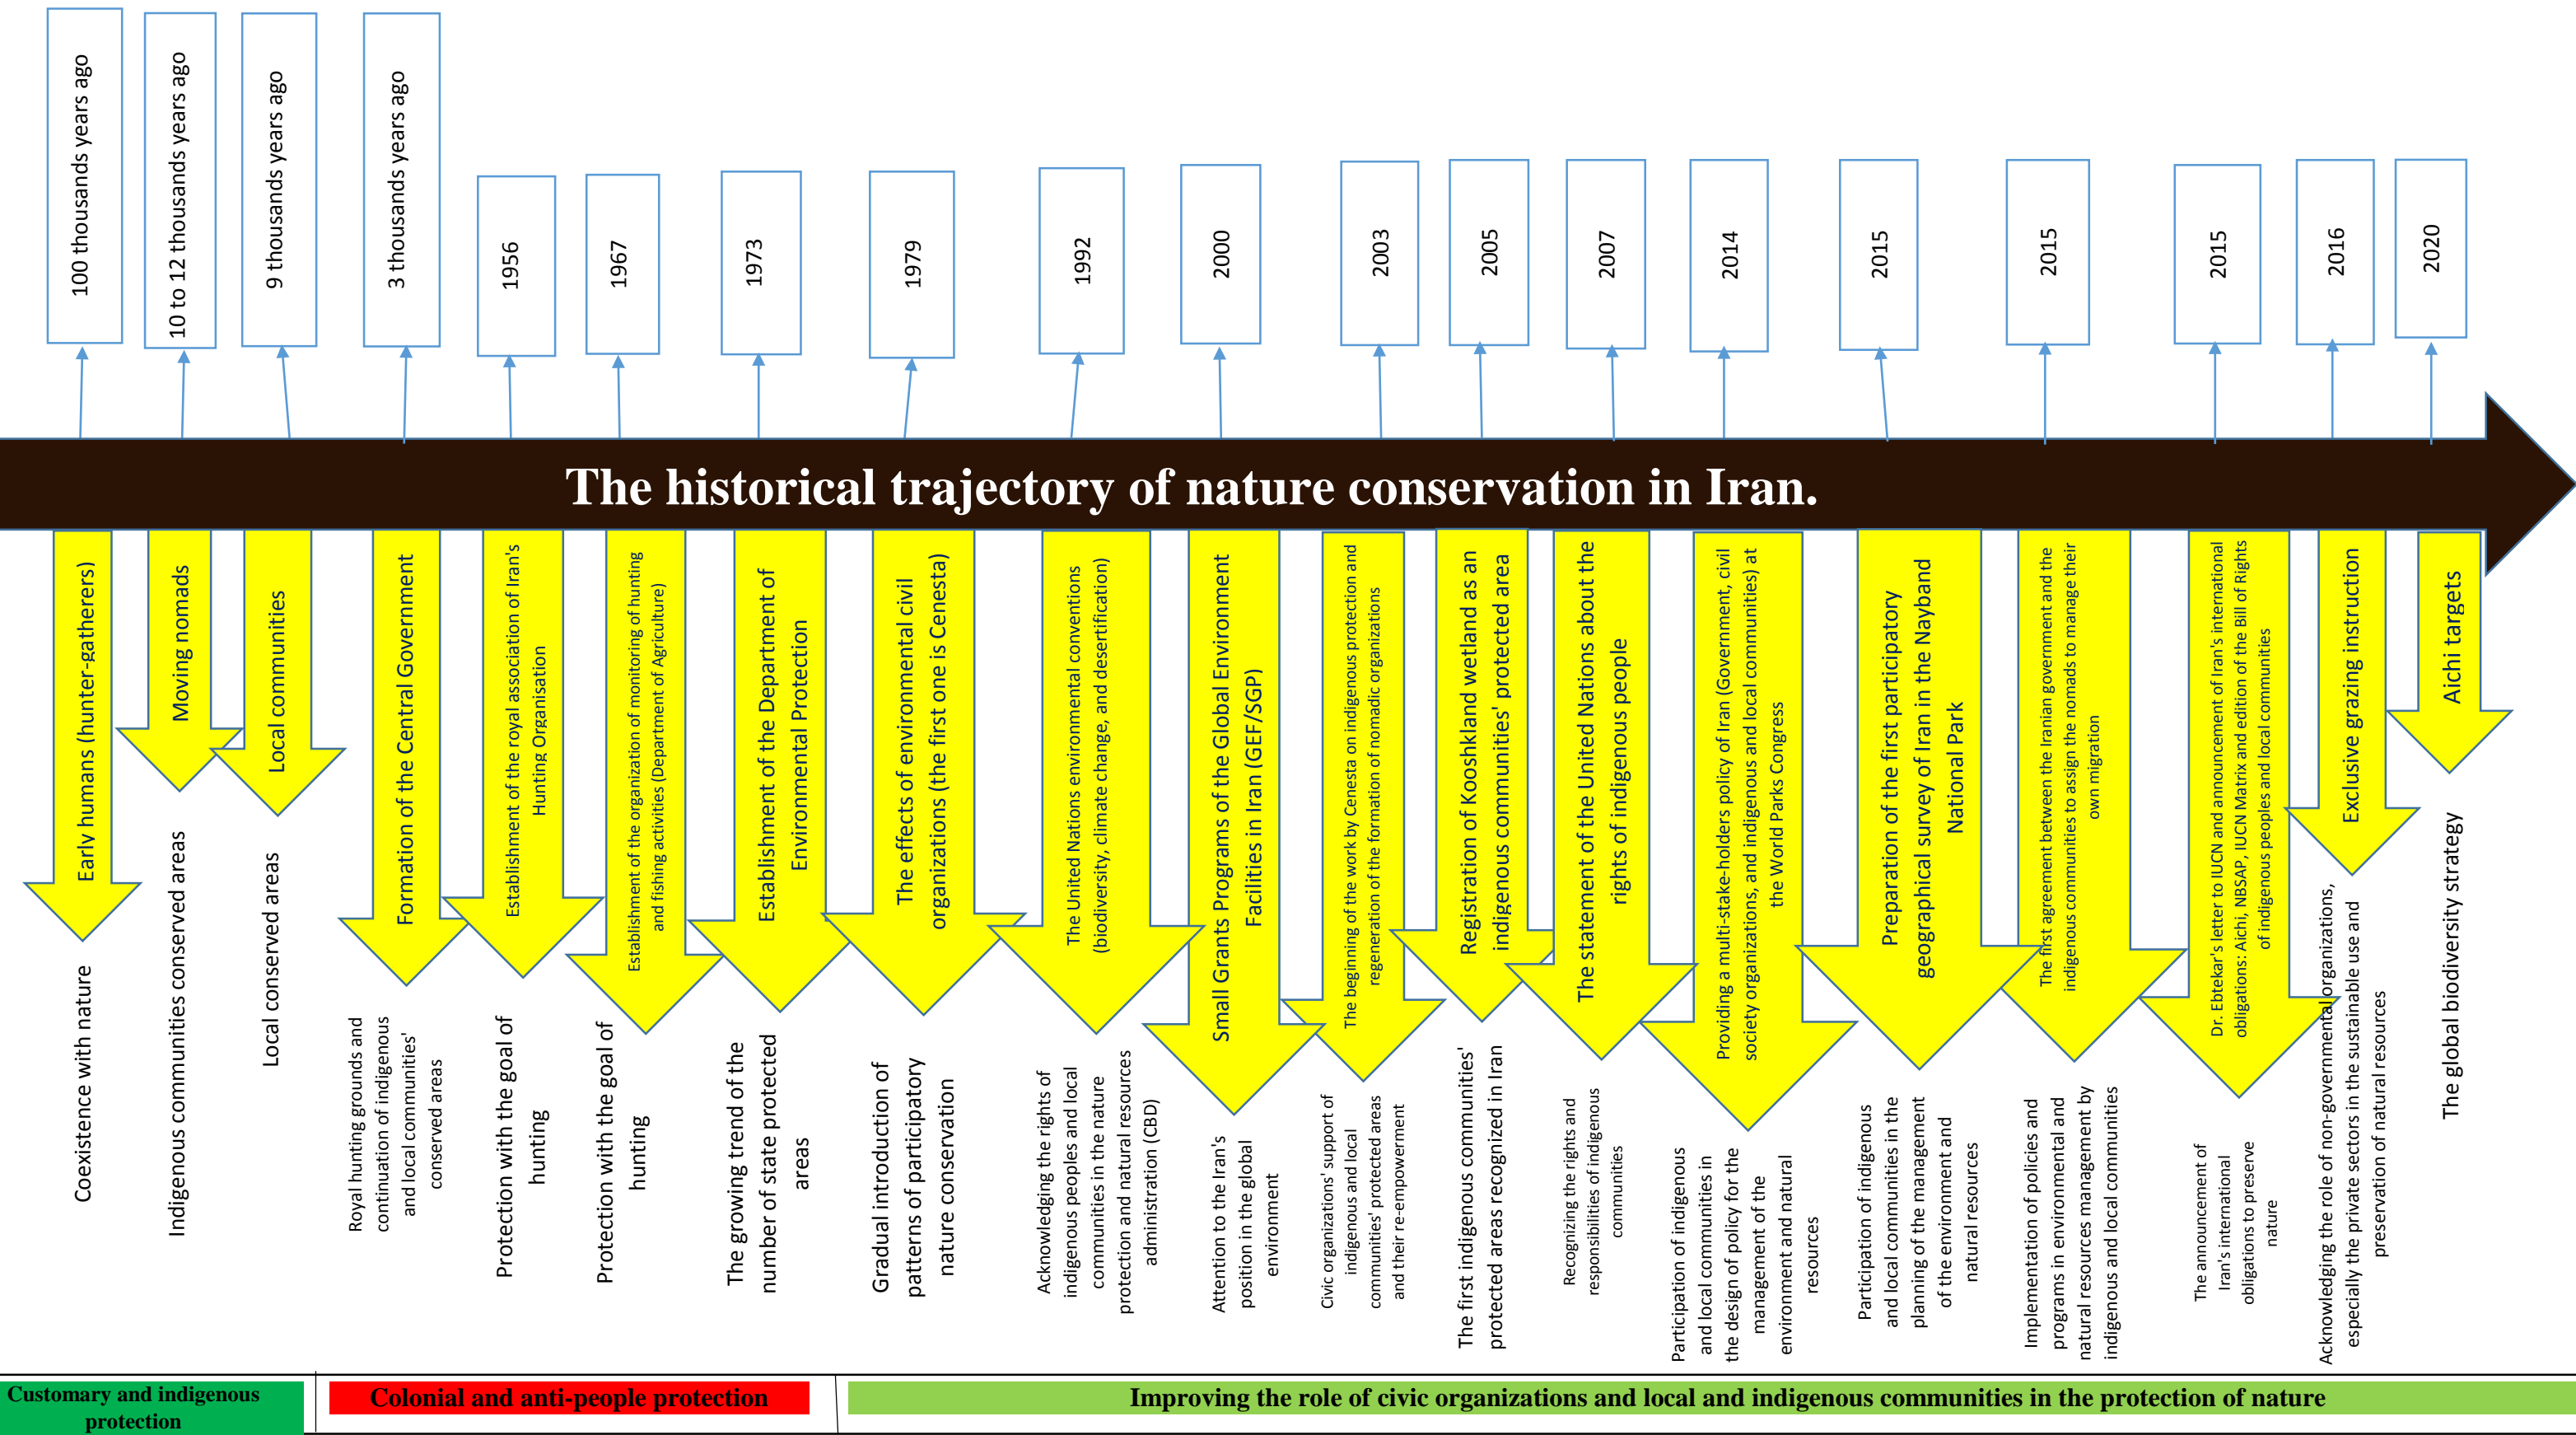 100 thousands years ago
10 to 12 thousands years ago
9 thousands years ago
3 thousands years ago
1956
1967
1973
1979
1992
2000
2003
2005
2007
2014
2015
2015
2015
2016
2020
The historical trajectory of nature conservation in Iran.
Early humans (hunter-gatherers)
Moving nomads
Local communities
Formation of the Central Government
Establishment of the royal association of Iran's
Hunting Organisation
Establishment of the organization of monitoring of hunting
and fishing activities (Department of Agriculture)
Establishment of the Department of
Environmental Protection
The effects of environmental civil
organizations (the first one is Cenesta)
The United Nations environmental conventions
(biodiversity, climate change, and desertification)
Small Grants Programs of the Global Environment
Facilities in Iran (GEF/SGP)
The beginning of the work by Cenesta on indigenous protection and
regeneration of the formation of nomadic organizations
Registration of Kooshkland wetland as an
indigenous communities' protected area
The statement of the United Nations about the
rights of indigenous people
Providing a multi-stake-holders policy of Iran (Government, civil
society organizations, and indigenous and local communities) at
the World Parks Congress
Preparation of the first participatory
geographical survey of Iran in the Nayband
National Park
The first agreement between the Iranian government and the
indigenous communities to assign the nomads to manage their
own migration
Dr. Ebtekar's letter to IUCN and announcement of Iran's international
obligations: Aichi, NBSAP, IUCN Matrix and edition of the Bill of Rights
of indigenous peoples and local communities
Exclusive grazing instruction
Aichi targets
Coexistence with nature
Indigenous communities conserved areas
Local conserved areas
Royal hunting grounds and
continuation of indigenous
and local communities'
conserved areas
Protection with the goal of
hunting
Protection with the goal of
hunting
The growing trend of the
number of state protected
areas
Gradual introduction of
patterns of participatory
nature conservation
Acknowledging the rights of
indigenous peoples and local
communities in the nature
protection and natural resources
administration (CBD)
Attention to the Iran's
position in the global
environment
Civic organizations' support of
indigenous and local
communities' protected areas
and their re-empowerment
The first indigenous communities'
protected areas recognized in Iran
Recognizing the rights and
responsibilities of indigenous
communities
Participation of indigenous
and local communities in
the design of policy for the
management of the
environment and natural
resources
Participation of indigenous
and local communities in the
planning of the management
of the environment and
natural resources
Implementation of policies and
programs in environmental and
natural resources management by
indigenous and local communities
The announcement of
Iran's international
obligations to preserve
nature
Acknowledging the role of non-governmental organizations,
especially the private sectors in the sustainable use and
preservation of natural resources
The global biodiversity strategy
Customary and indigenous
protection
Colonial and anti-people protection
Improving the role of civic organizations and local and indigenous communities in the protection of nature